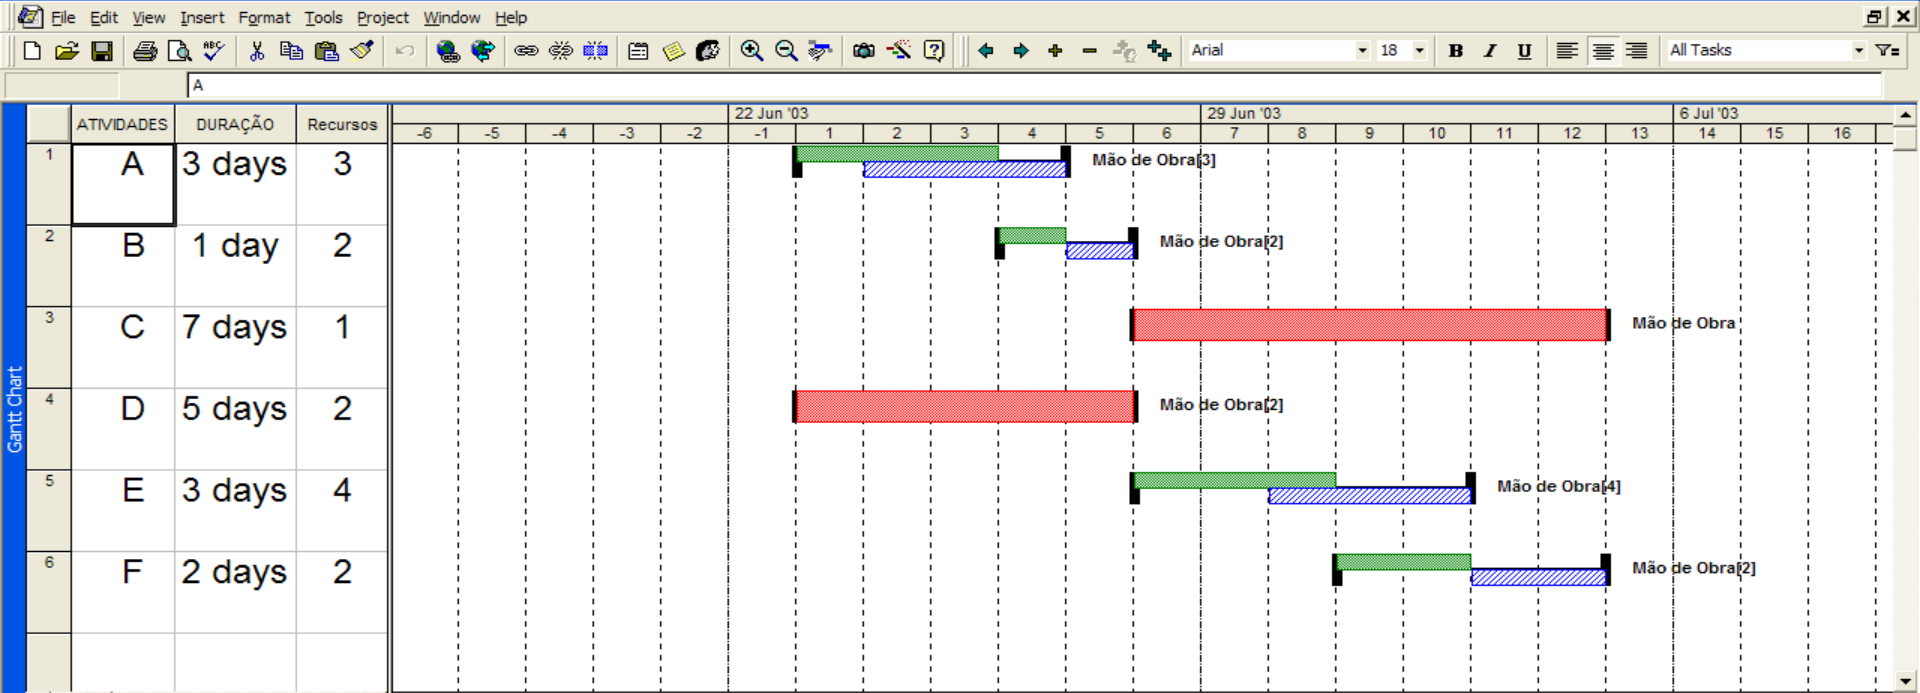 File Edit View Insert Format Tools Project Window Help
ABC Arial 18 B I U All Tasks
A
ATIVIDADES DURAÇÃO Recursos
22 Jun '03 29 Jun '03 6 Jul '03
-6 -5 -4 -3 -2 -1 1 2 3 4 5 6 7 8 9 10 11 12 13 14 15 16
1 A 3 days 3 Mão de Obra[3]
2 B 1 day 2 Mão de Obra[2]
3 C 7 days 1 Mão de Obra
4 D 5 days 2 Mão de Obra[2]
5 E 3 days 4 Mão de Obra[4]
6 F 2 days 2 Mão de Obra[2]
Gantt Chart